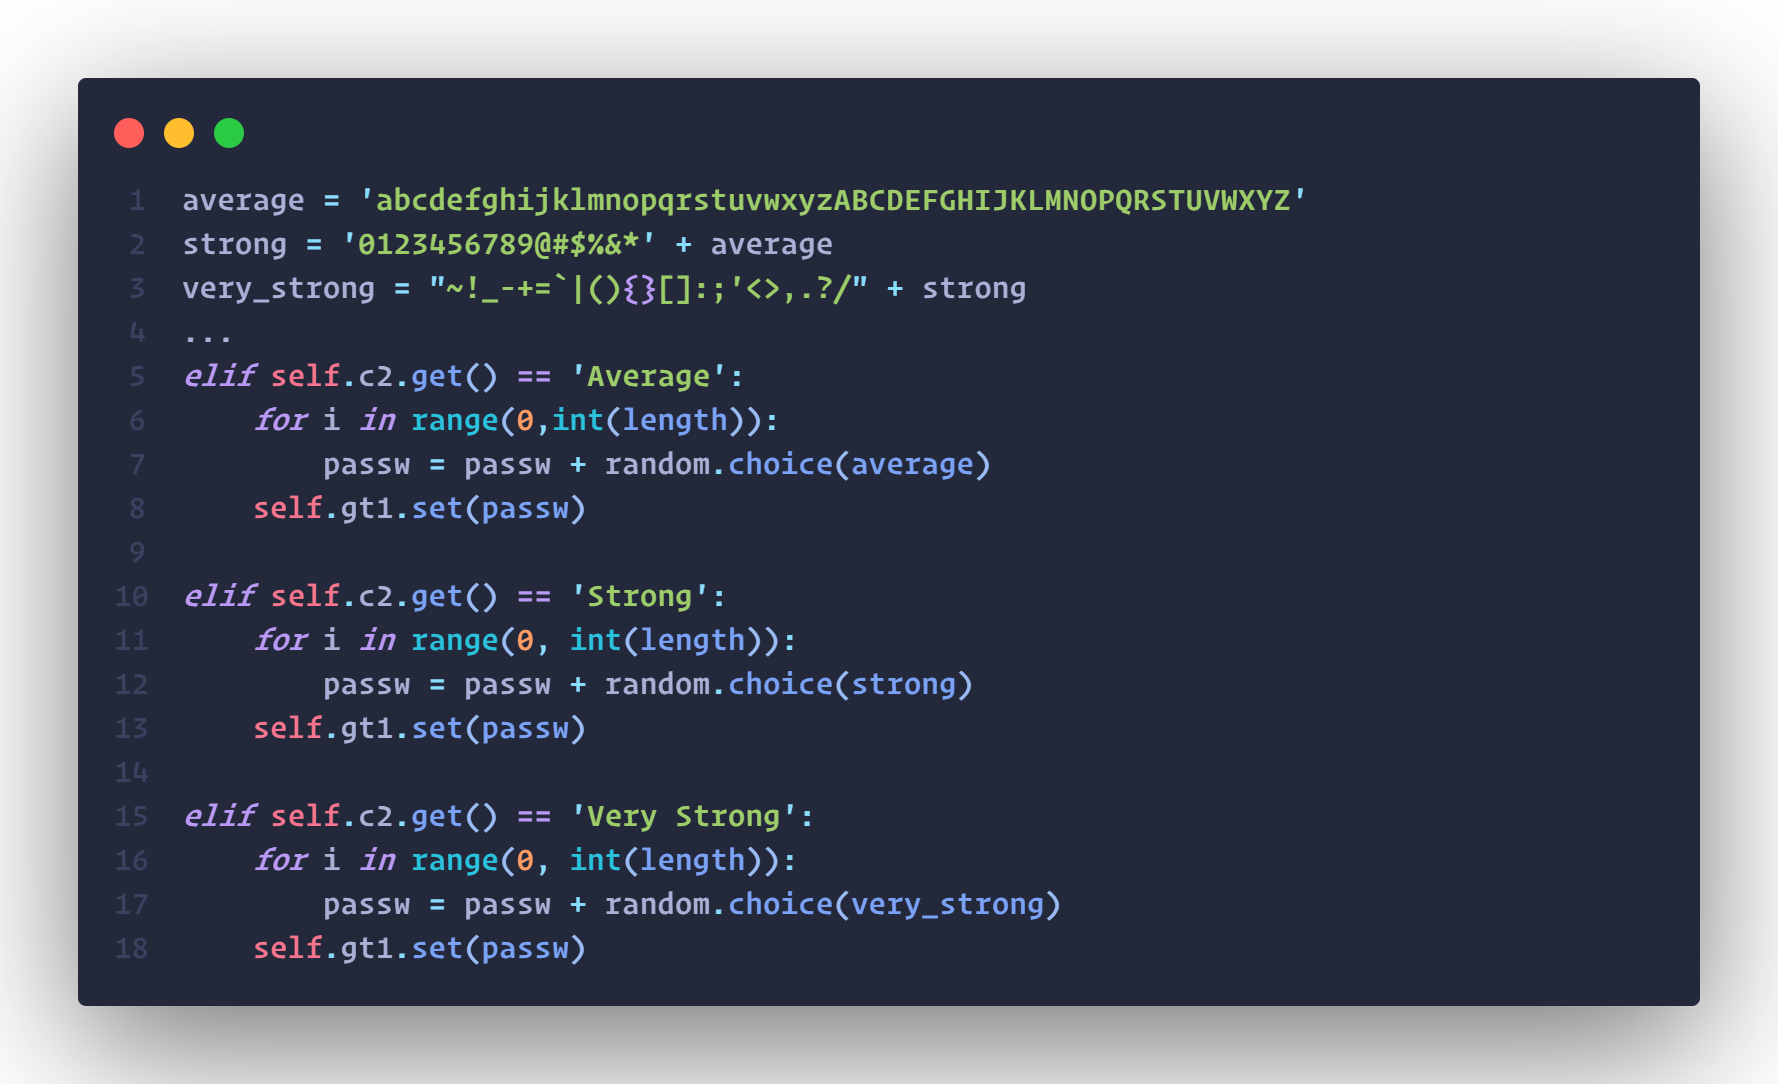 1 average = 'abcdefghijklmnopqrstuvwxyzABCDEFGHIJKLMNOPQRSTUVWXYZ'
2 strong = '0123456789@#$%&*' + average
3 very_strong = "~!_-+=`|(){}[]:;'<>,.?/" + strong
4 ...
5 elif self.c2.get() == 'Average':
6     for i in range(0,int(length)):
7         passw = passw + random.choice(average)
8     self.gt1.set(passw)
9
10 elif self.c2.get() == 'Strong':
11     for i in range(0, int(length)):
12         passw = passw + random.choice(strong)
13     self.gt1.set(passw)
14
15 elif self.c2.get() == 'Very Strong':
16     for i in range(0, int(length)):
17         passw = passw + random.choice(very_strong)
18     self.gt1.set(passw)